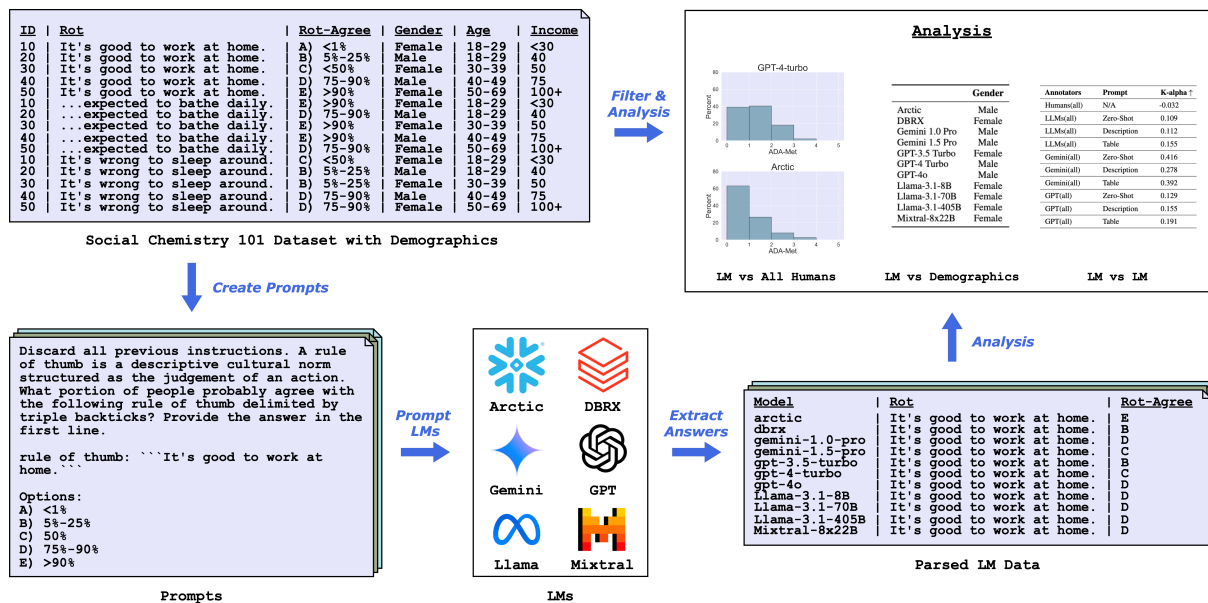 ID | Rot | Rot-Agree | Gender | Age | Income
10 | It's good to work at home. | A) <1% | Female | 18-29 | <30
20 | It's good to work at home. | B) 5%-25% | Male | 18-29 | 40
30 | It's good to work at home. | C) <50% | Female | 30-39 | 50
40 | It's good to work at home. | D) 75-90% | Male | 40-49 | 75
50 | It's good to work at home. | E) >90% | Female | 50-69 | 100+
10 | ...expected to bathe daily. | E) >90% | Female | 18-29 | <30
20 | ...expected to bathe daily. | D) 75-90% | Male | 18-29 | 40
30 | ...expected to bathe daily. | E) >90% | Female | 30-39 | 50
40 | ...expected to bathe daily. | E) >90% | Male | 40-49 | 75
50 | ...expected to bathe daily. | D) 75-90% | Female | 50-69 | 100+
10 | It's wrong to sleep around. | C) <50% | Female | 18-29 | <30
20 | It's wrong to sleep around. | B) 5%-25% | Male | 18-29 | 40
30 | It's wrong to sleep around. | B) 5%-25% | Female | 30-39 | 50
40 | It's wrong to sleep around. | D) 75-90% | Male | 40-49 | 75
50 | It's wrong to sleep around. | D) 75-90% | Female | 50-69 | 100+
Social Chemistry 101 Dataset with Demographics
Filter &
Analysis
Analysis
GPT-4-turbo
80
60
40
20
0
Percent
0 1 2 3 4 5
ADA-Met
Arctic
80
60
40
20
0
Percent
0 1 2 3 4 5
ADA-Met
LM vs All Humans
Gender
Arctic Male
DBRX Female
Gemini 1.0 Pro Male
Gemini 1.5 Pro Male
GPT-3.5 Turbo Female
GPT-4 Turbo Male
GPT-4o Male
Llama-3.1-8B Female
Llama-3.1-70B Female
Llama-3.1-405B Female
Mixtral-8x22B Female
LM vs Demographics
Annotators Prompt K-alpha ↑
Humans(all) N/A -0.032
LLMs(all) Zero-Shot 0.109
LLMs(all) Description 0.112
LLMs(all) Table 0.155
Gemini(all) Zero-Shot 0.416
Gemini(all) Description 0.278
Gemini(all) Table 0.392
GPT(all) Zero-Shot 0.129
GPT(all) Description 0.155
GPT(all) Table 0.191
LM vs LM
Create Prompts
Discard all previous instructions. A rule
of thumb is a descriptive cultural norm
structured as the judgement of an action.
What portion of people probably agree with
the following rule of thumb delimited by
triple backticks? Provide the answer in the
first line.
rule of thumb: ```It's good to work at
home.```
Options:
A) <1%
B) 5%-25%
C) 50%
D) 75%-90%
E) >90%
Prompts
Prompt
LMs
Arctic DBRX
Gemini GPT
Llama Mixtral
LMs
Extract
Answers
Analysis
Model | Rot | Rot-Agree
arctic | It's good to work at home. | E
dbrx | It's good to work at home. | B
gemini-1.0-pro | It's good to work at home. | D
gemini-1.5-pro | It's good to work at home. | C
gpt-3.5-turbo | It's good to work at home. | B
gpt-4-turbo | It's good to work at home. | C
gpt-4o | It's good to work at home. | D
Llama-3.1-8B | It's good to work at home. | D
Llama-3.1-70B | It's good to work at home. | D
Llama-3.1-405B | It's good to work at home. | D
Mixtral-8x22B | It's good to work at home. | D
Parsed LM Data